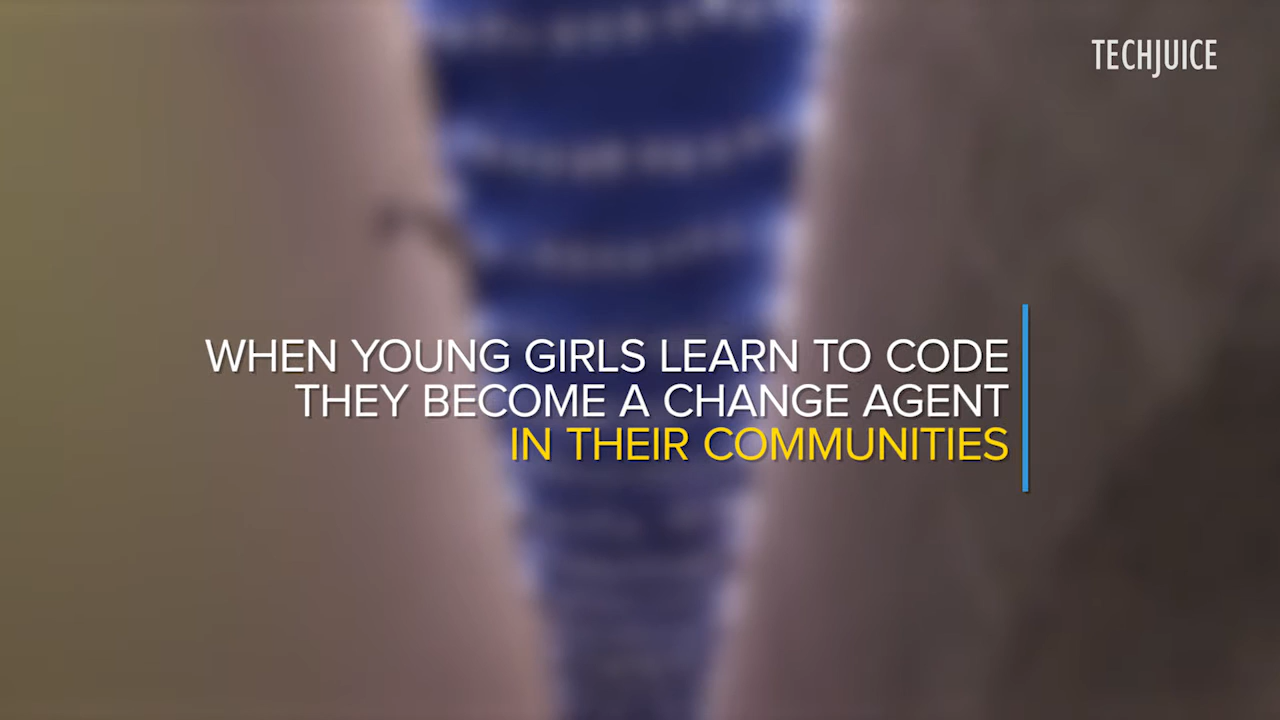 TECHJUICE
WHEN YOUNG GIRLS LEARN TO CODE
THEY BECOME A CHANGE AGENT
IN THEIR COMMUNITIES